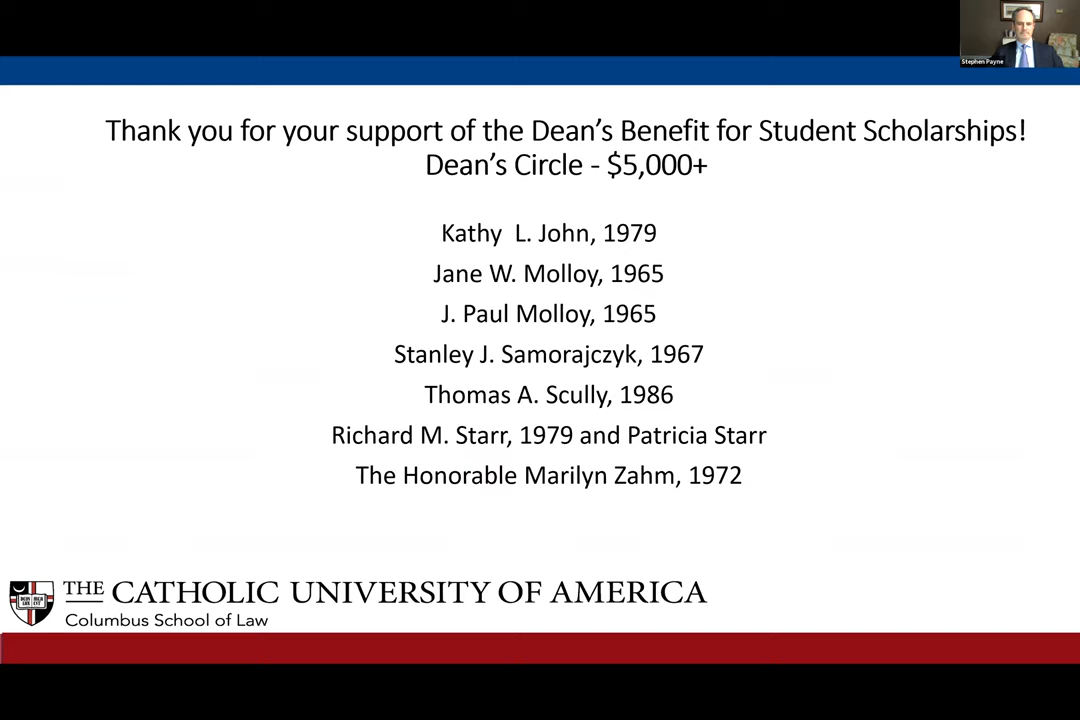 Stephen Payne
Thank you for your support of the Dean's Benefit for Student Scholarships!
Dean's Circle - $5,000+
Kathy  L. John, 1979
Jane W. Molloy, 1965
J. Paul Molloy, 1965
Stanley J. Samorajczyk, 1967
Thomas A. Scully, 1986
Richard M. Starr, 1979 and Patricia Starr
The Honorable Marilyn Zahm, 1972
THE CATHOLIC UNIVERSITY OF AMERICA
Columbus School of Law